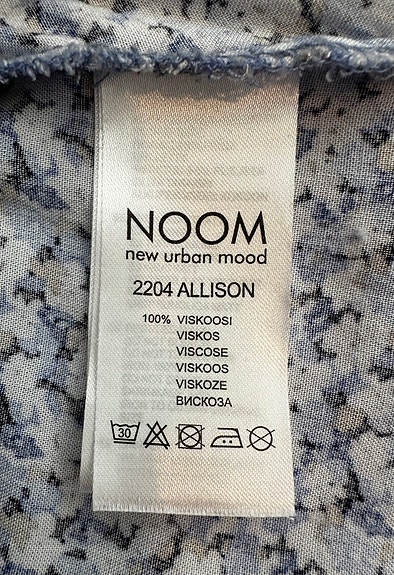 NOOM
new urban mood
2204 ALLISON
100% VISKOOSI
VISKOS
VISCOSE
VISKOOS
VISKOZE
ВИСКОЗА
30